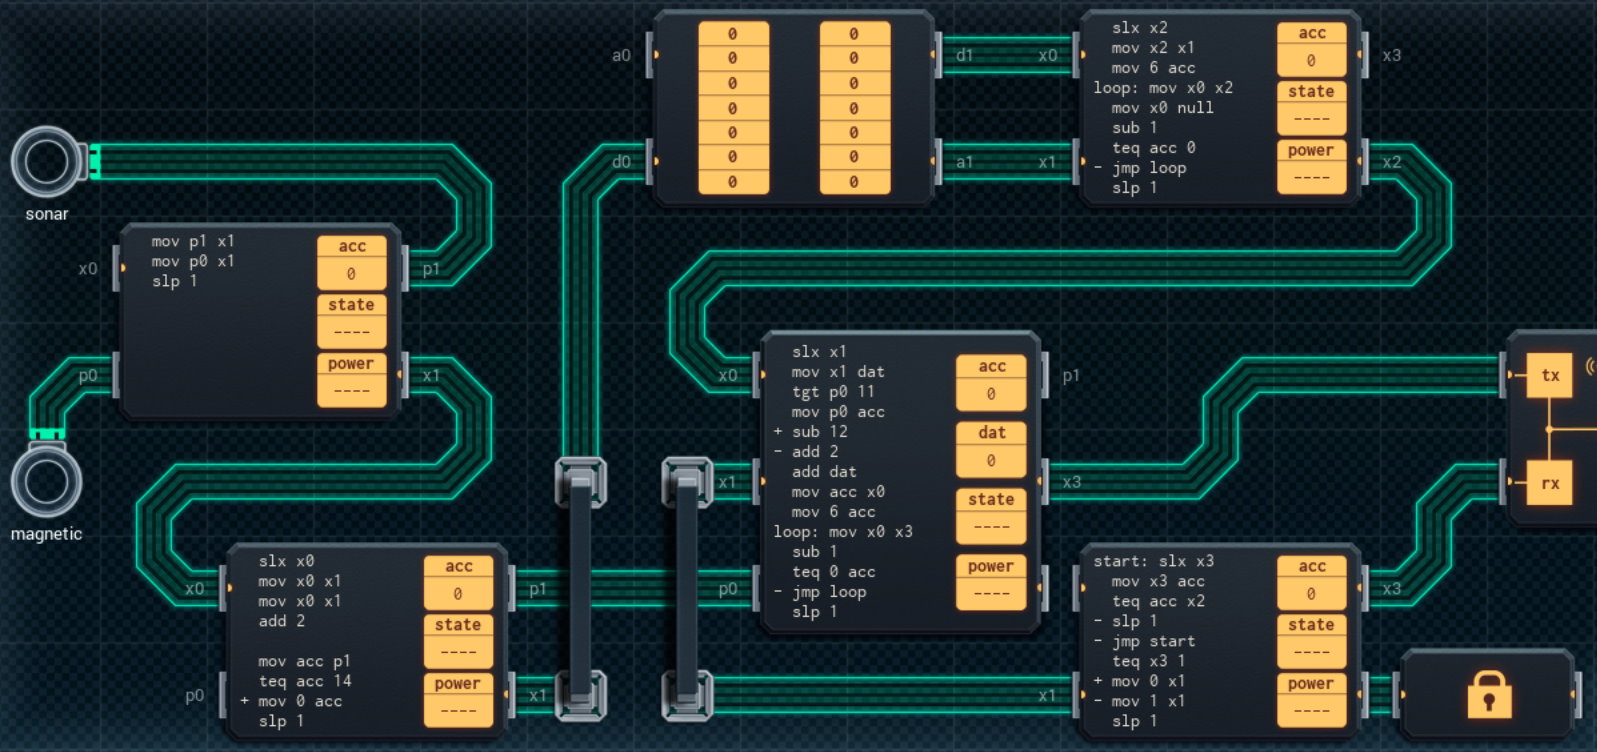 a0
0
0
0
0
0
0
0
0
0
0
0
0
0
0
d1
d0
a1
x0
x1
slx x2
mov x2 x1
mov 6 acc
loop: mov x0 x2
mov x0 null
sub 1
teq acc 0
- jmp loop
slp 1
acc
0
state
----
power
----
x3
x2
sonar
x0
p0
mov p1 x1
mov p0 x1
slp 1
acc
0
state
----
power
----
p1
x1
magnetic
x0
x1
p0
slx x1
mov x1 dat
tgt p0 11
mov p0 acc
+ sub 12
- add 2
add dat
mov acc x0
mov 6 acc
loop: mov x0 x3
sub 1
teq 0 acc
- jmp loop
slp 1
acc
0
dat
0
state
----
power
----
p1
x3
tx
rx
x0
p0
slx x0
mov x0 x1
mov x0 x1
add 2
mov acc p1
teq acc 14
+ mov 0 acc
slp 1
acc
0
state
----
power
----
p1
x1
x1
start: slx x3
mov x3 acc
teq acc x2
- slp 1
- jmp start
teq x3 1
+ mov 0 x1
- mov 1 x1
slp 1
acc
0
state
----
power
----
x3